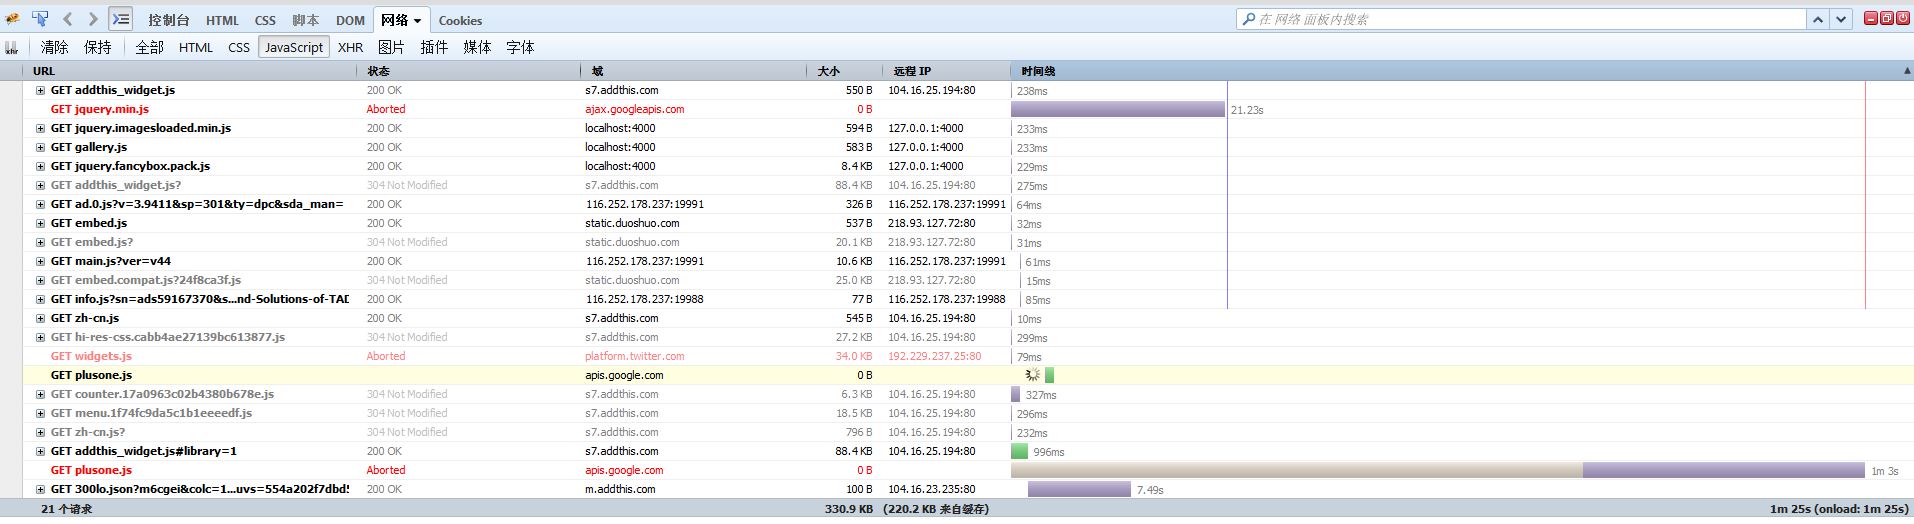 控制台 HTML CSS 脚本 DOM 网络 Cookies 在 网络 面板内搜索
xhr 清除 保持 全部 HTML CSS JavaScript XHR 图片 插件 媒体 字体
URL 状态 域 大小 远程 IP 时间线
GET addthis_widget.js 200 OK s7.addthis.com 550 B 104.16.25.194:80 238ms
GET jquery.min.js Aborted ajax.googleapis.com 0 B 21.23s
GET jquery.imagesloaded.min.js 200 OK localhost:4000 594 B 127.0.0.1:4000 233ms
GET gallery.js 200 OK localhost:4000 583 B 127.0.0.1:4000 233ms
GET jquery.fancybox.pack.js 200 OK localhost:4000 8.4 KB 127.0.0.1:4000 229ms
GET addthis_widget.js? 304 Not Modified s7.addthis.com 88.4 KB 104.16.25.194:80 275ms
GET ad.0.js?v=3.9411&sp=301&ty=dpc&sda_man= 200 OK 116.252.178.237:19991 326 B 116.252.178.237:19991 64ms
GET embed.js 200 OK static.duoshuo.com 537 B 218.93.127.72:80 32ms
GET embed.js? 304 Not Modified static.duoshuo.com 20.1 KB 218.93.127.72:80 31ms
GET main.js?ver=v44 200 OK 116.252.178.237:19991 10.6 KB 116.252.178.237:19991 61ms
GET embed.compat.js?24f8ca3f.js 304 Not Modified static.duoshuo.com 25.0 KB 218.93.127.72:80 15ms
GET info.js?sn=ads59167370&s...nd-Solutions-of-TAD 200 OK 116.252.178.237:19988 77 B 116.252.178.237:19988 85ms
GET zh-cn.js 200 OK s7.addthis.com 545 B 104.16.25.194:80 10ms
GET hi-res-css.cabb4ae27139bc613877.js 304 Not Modified s7.addthis.com 27.2 KB 104.16.25.194:80 299ms
GET widgets.js Aborted platform.twitter.com 34.0 KB 192.229.237.25:80 79ms
GET plusone.js apis.google.com 0 B
GET counter.17a0963c02b4380b678e.js 304 Not Modified s7.addthis.com 6.3 KB 104.16.25.194:80 327ms
GET menu.1f74fc9da5c1b1eeeedf.js 304 Not Modified s7.addthis.com 18.5 KB 104.16.25.194:80 296ms
GET zh-cn.js? 304 Not Modified s7.addthis.com 796 B 104.16.25.194:80 232ms
GET addthis_widget.js#library=1 200 OK s7.addthis.com 88.4 KB 104.16.25.194:80 996ms
GET plusone.js Aborted apis.google.com 0 B 1m 3s
GET 300lo.json?m6cgei&colc=1...uvs=554a202f7dbd5 200 OK m.addthis.com 100 B 104.16.23.235:80 7.49s
21 个请求 330.9 KB (220.2 KB 来自缓存) 1m 25s (onload: 1m 25s)